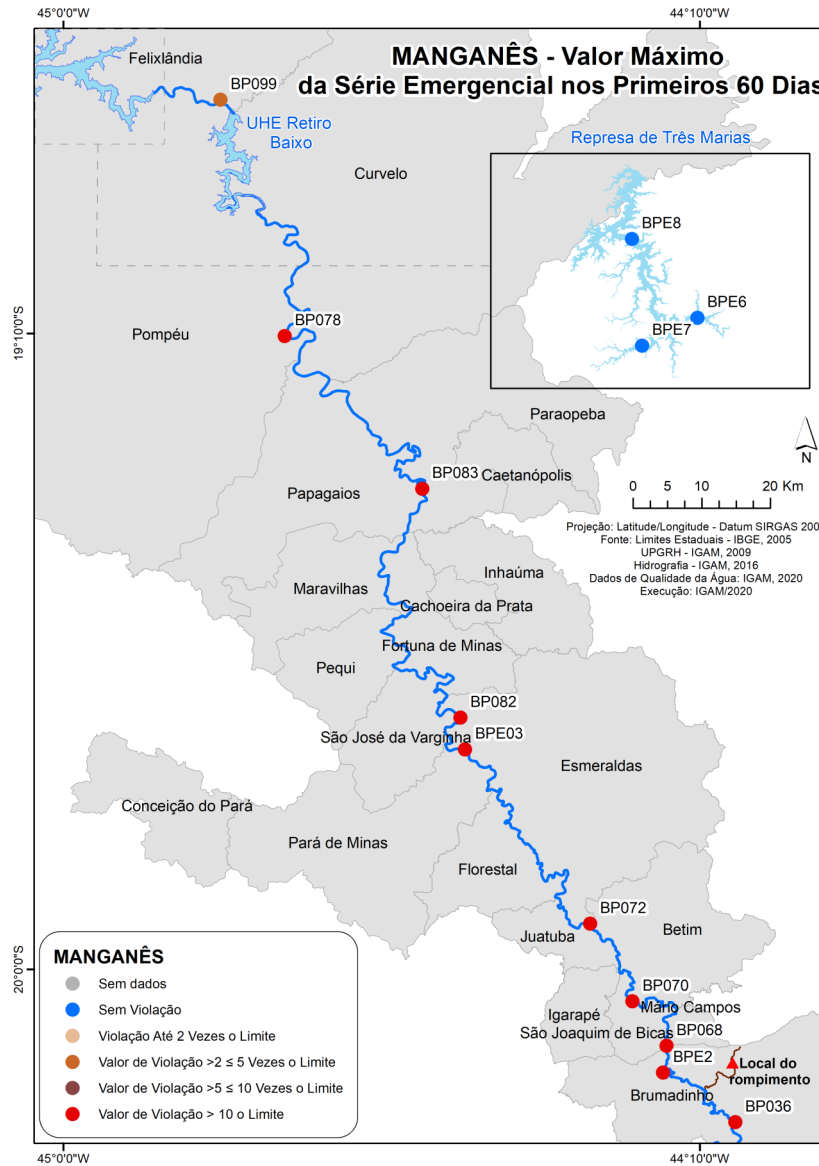 45°0'0"W
44°10'0"W
MANGANÊS - Valor Máximo
da Série Emergencial nos Primeiros 60 Dias
Felixlândia
BP099
UHE Retiro
Baixo
Represa de Três Marias
Curvelo
BPE8
BPE6
BPE7
19°10'0"S
Pompéu
BP078
Paraopeba
N
BP083
Caetanópolis
Papagaios
0 5 10 20 Km
Projeção: Latitude/Longitude - Datum SIRGAS 200
Fonte: Limites Estaduais - IBGE, 2005
UPGRH - IGAM, 2009
Hidrografia - IGAM, 2016
Dados de Qualidade da Água: IGAM, 2020
Execução: IGAM/2020
Inhaúma
Maravilhas
Cachoeira da Prata
Fortuna de Minas
Pequi
BP082
São José da Varginha
BPE03
Esmeraldas
Conceição do Pará
Pará de Minas
Florestal
BP072
Juatuba
Betim
20°0'0"S
BP070
Mário Campos
Igarapé
São Joaquim de Bicas
BP068
BPE2
Local do
rompimento
Brumadinho
BP036
MANGANÊS
Sem dados
Sem Violação
Violação Até 2 Vezes o Limite
Valor de Violação >2 ≤ 5 Vezes o Limite
Valor de Violação >5 ≤ 10 Vezes o Limite
Valor de Violação > 10 o Limite
45°0'0"W
44°10'0"W